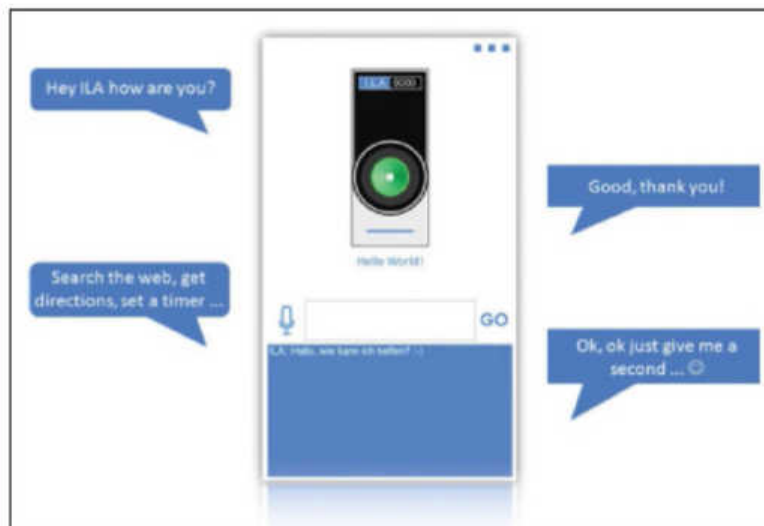 Hey ILA how are you?
ILA 5000
Good, thank you!
Hello World!
Search the web, get
directions, set a timer ...
GO
Ok, ok just give me a
second ... ☺
ILA: Hallo, wie kann ich helfen? :-)